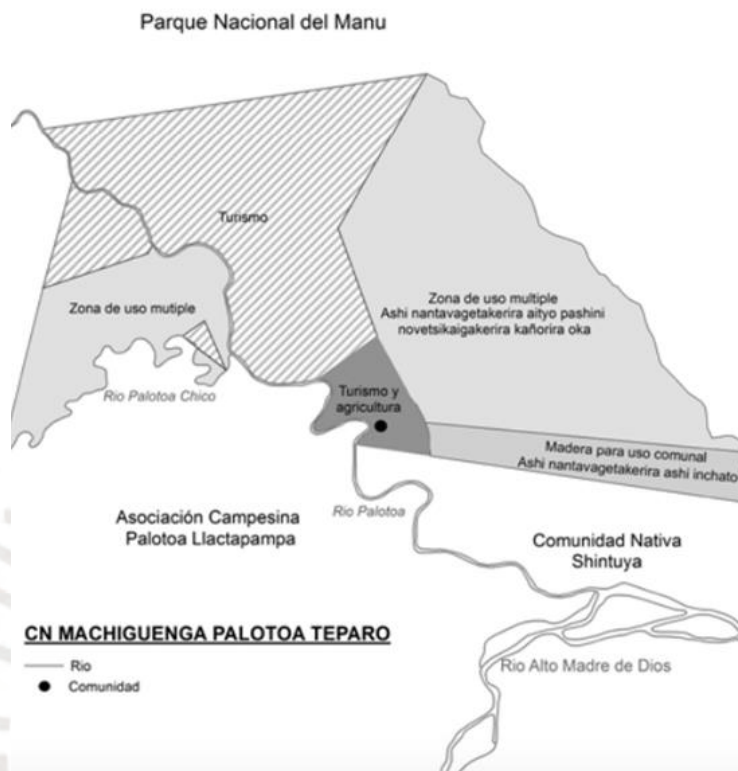 Parque Nacional del Manu
Turismo
Zona de uso mutiple
Zona de uso multiple
Ashi nantavagetakerira aityo pashini
novetsikaigakerira kañorira oka
Rio Palotoa Chico
Turismo y
agricultura
Madera para uso comunal
Ashi nantavagetakerira ashi inchato
Rio Palotoa
Asociación Campesina
Palotoa Llactapampa
Comunidad Nativa
Shintuya
CN MACHIGUENGA PALOTOA TEPARO
Rio
Comunidad
Rio Alto Madre de Dios